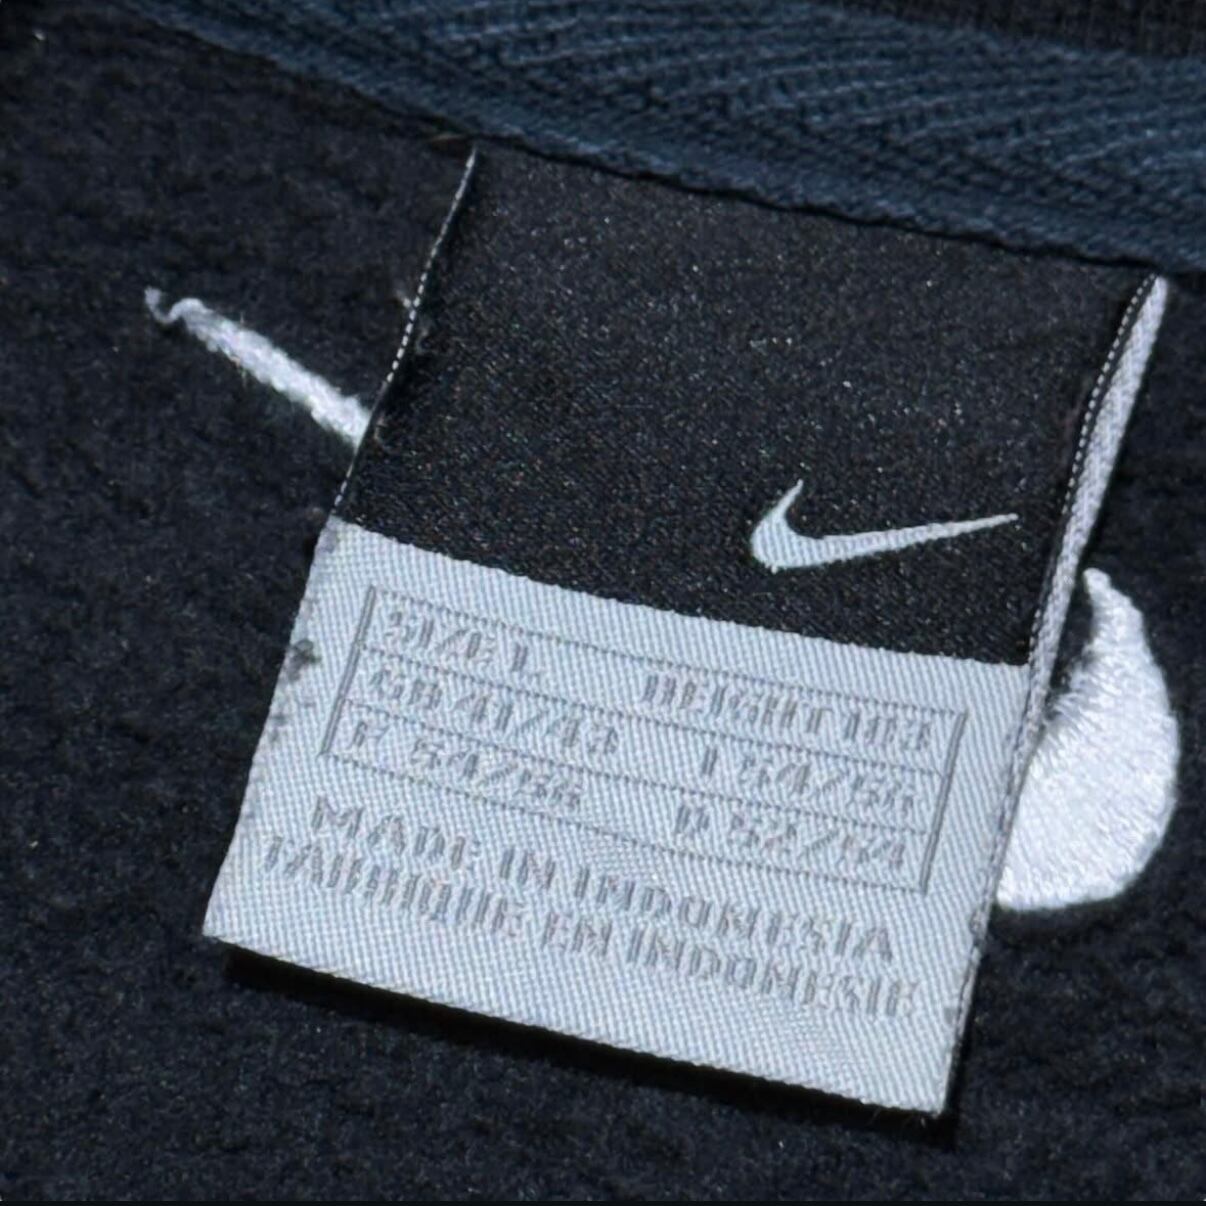 SIZE L HEIGHT 183
GB 41/43 I 54/56
F 54/56 D 52/54
MADE IN INDONESIA
FABRIQUE EN INDONESIE